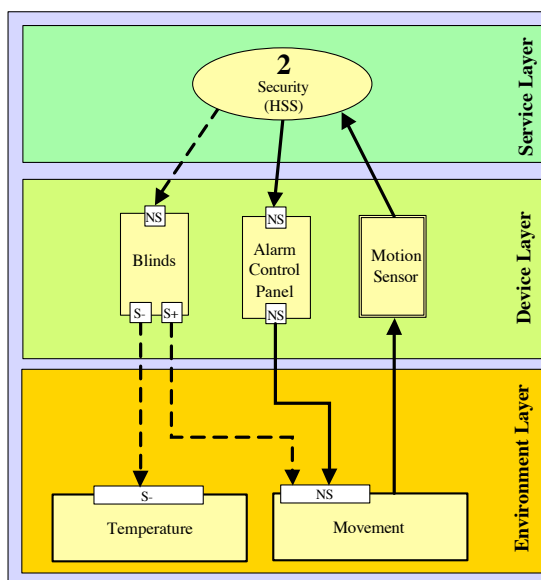 2
Security
(HSS)
Service Layer
NS
NS
Blinds
Alarm
Control
Panel
Motion
Sensor
S-
S+
NS
Device Layer
S-
NS
Temperature
Movement
Environment Layer